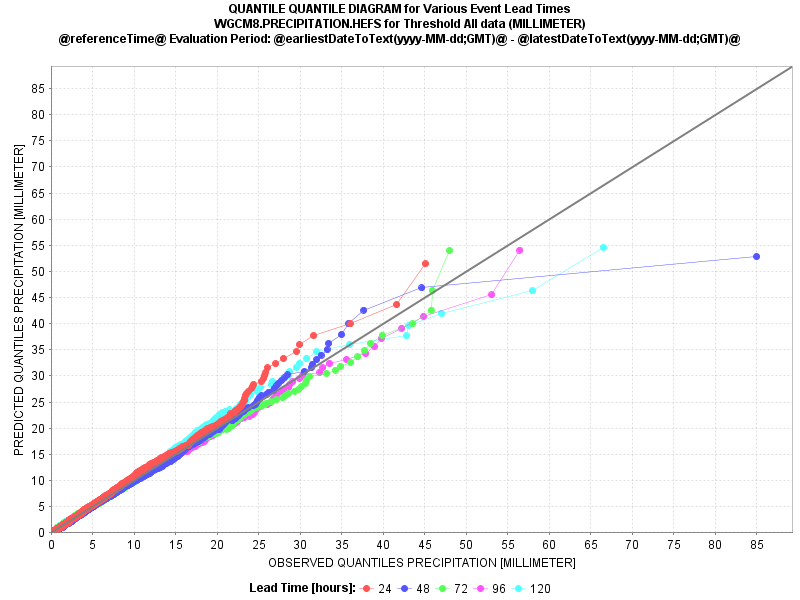 QUANTILE QUANTILE DIAGRAM for Various Event Lead Times
WGCM8.PRECIPITATION.HEFS for Threshold All data (MILLIMETER)
@referenceTime@ Evaluation Period: @earliestDateToText(yyyy-MM-dd;GMT)@ - @latestDateToText(yyyy-MM-dd;GMT)@
PREDICTED QUANTILES PRECIPITATION [MILLIMETER]
85
80
75
70
65
60
55
50
45
40
35
30
25
20
15
10
5
0
0 5 10 15 20 25 30 35 40 45 50 55 60 65 70 75 80 85
OBSERVED QUANTILES PRECIPITATION [MILLIMETER]
Lead Time [hours]: 24 48 72 96 120